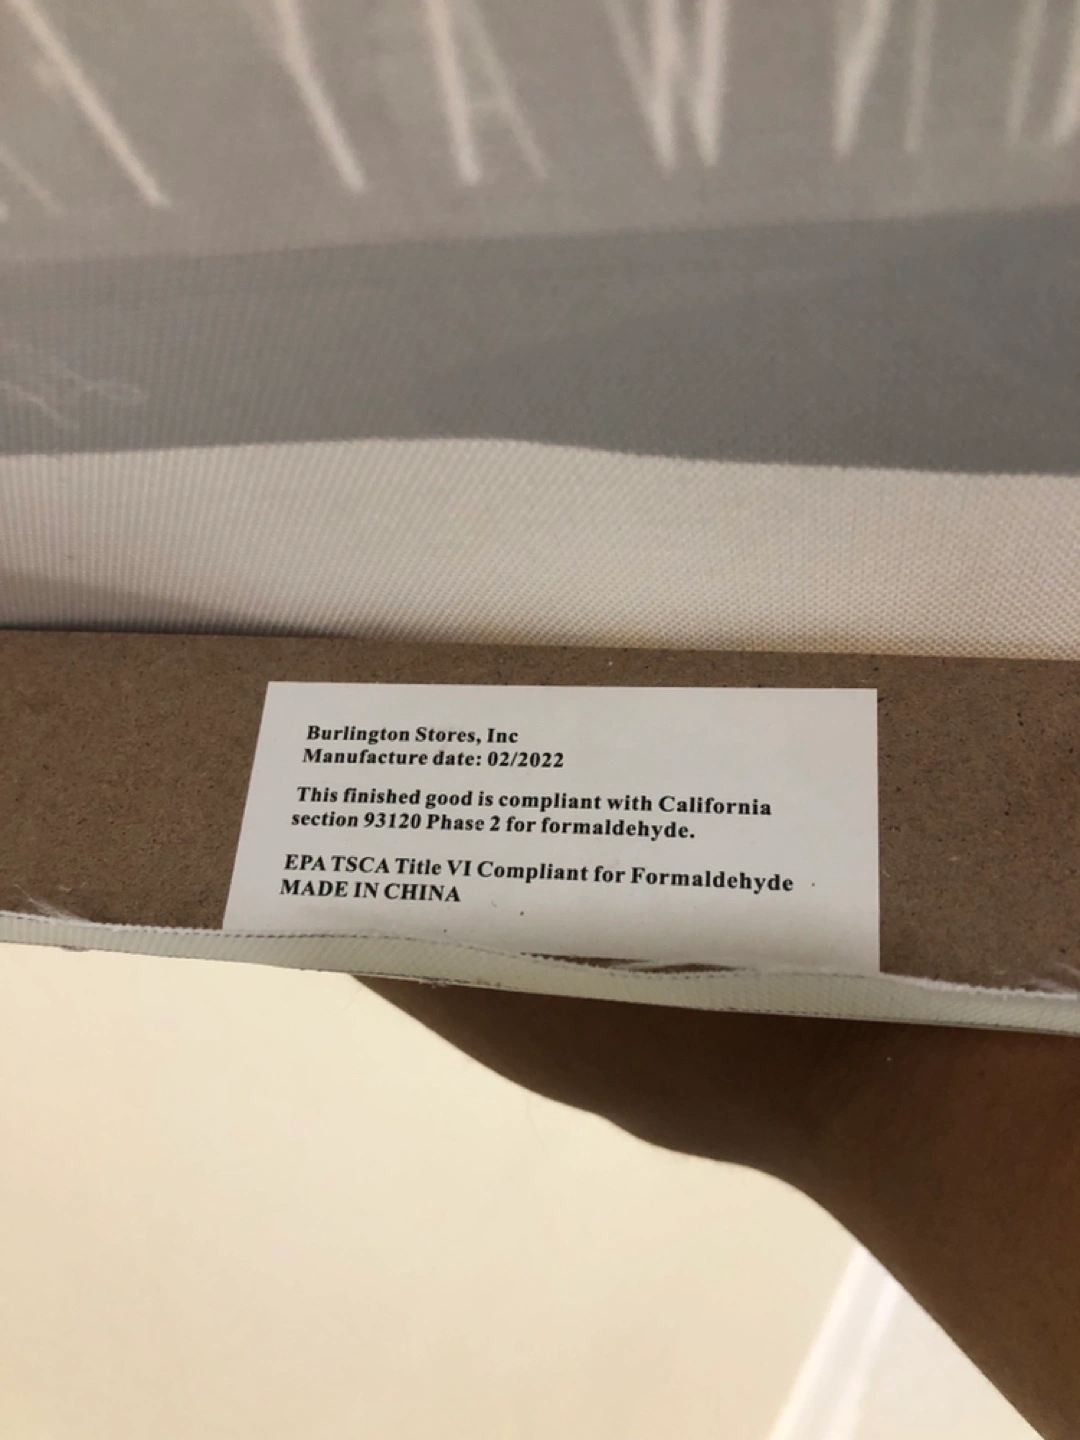 Burlington Stores, Inc
Manufacture date: 02/2022
This finished good is compliant with California
section 93120 Phase 2 for formaldehyde.
EPA TSCA Title VI Compliant for Formaldehyde
MADE IN CHINA